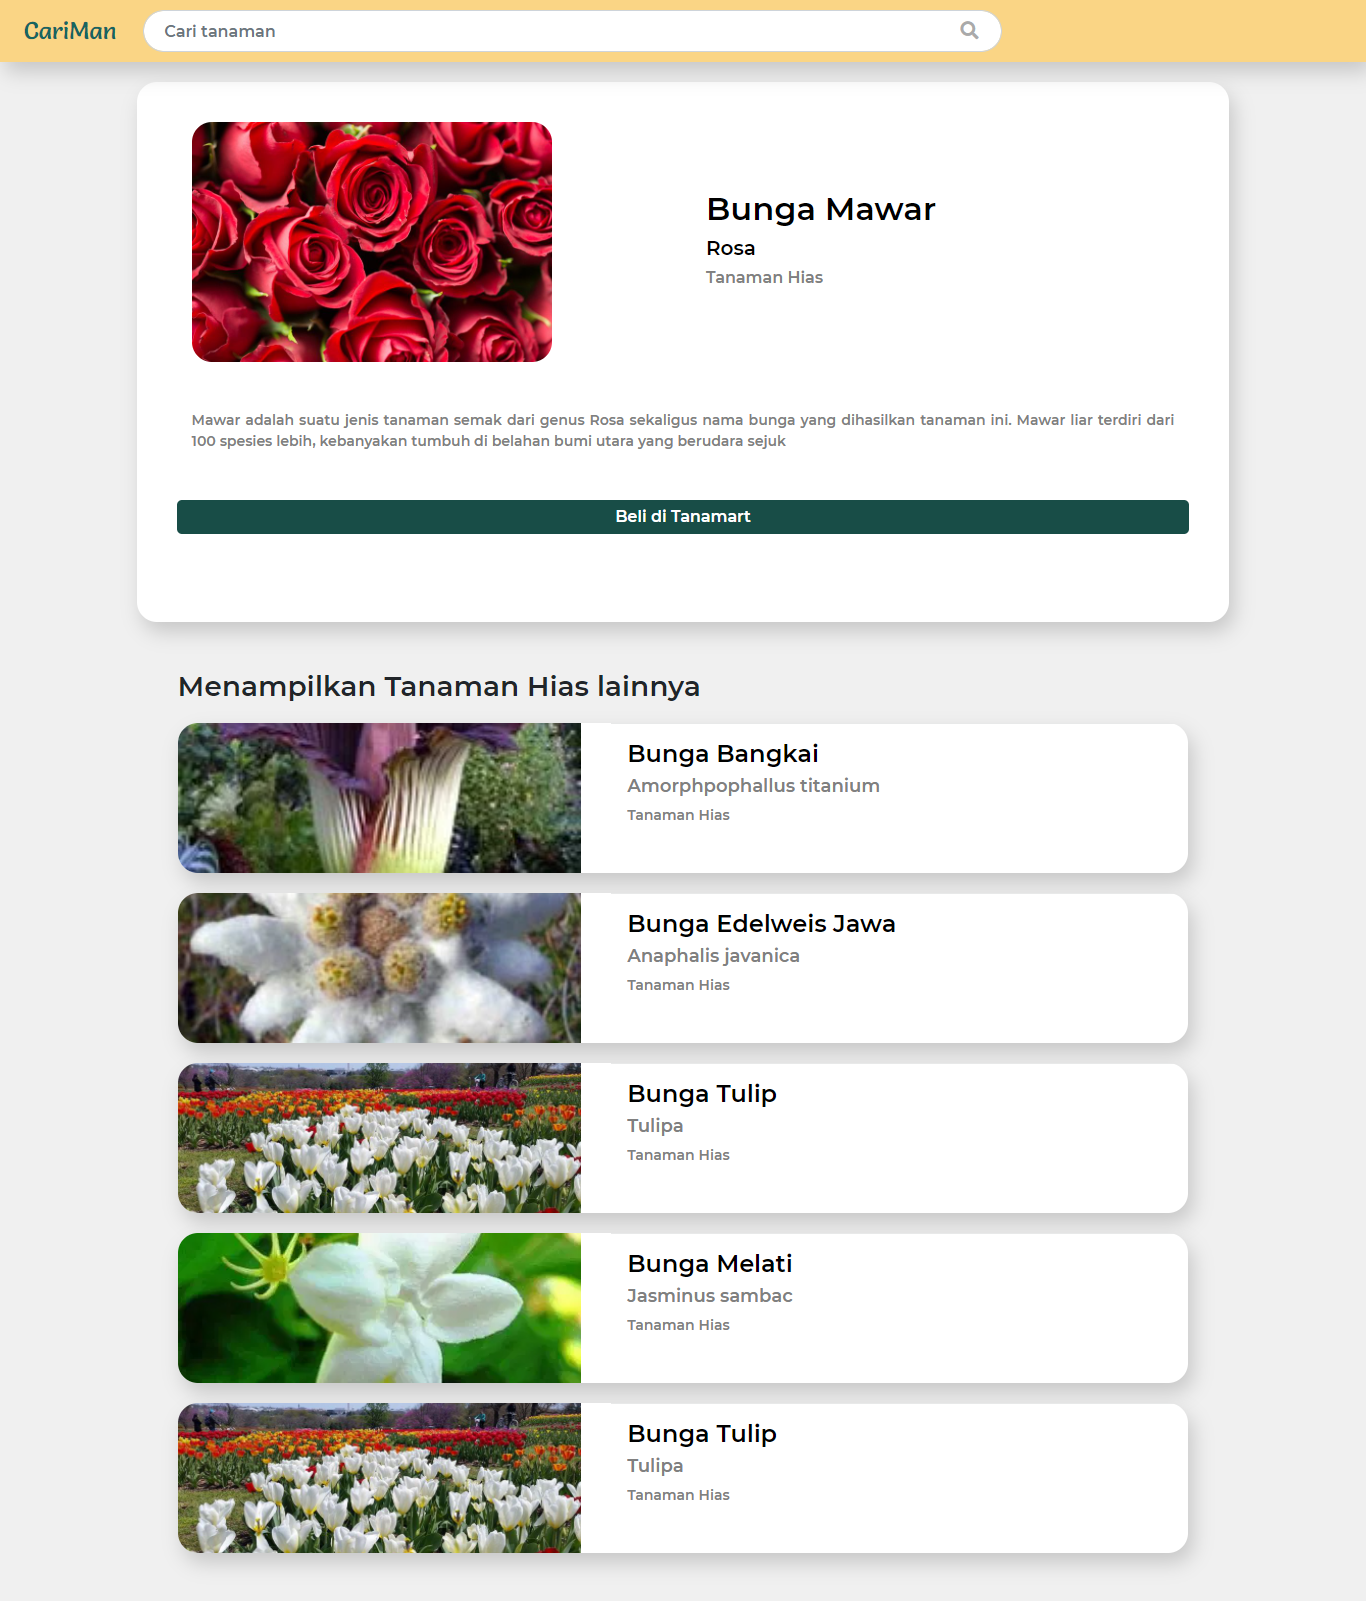 CariMan
Cari tanaman
Bunga Mawar
Rosa
Tanaman Hias
Mawar adalah suatu jenis tanaman semak dari genus Rosa sekaligus nama bunga yang dihasilkan tanaman ini. Mawar liar terdiri dari
100 spesies lebih, kebanyakan tumbuh di belahan bumi utara yang berudara sejuk
Beli di Tanamart
Menampilkan Tanaman Hias lainnya
Bunga Bangkai
Amorphpophallus titanium
Tanaman Hias
Bunga Edelweis Jawa
Anaphalis javanica
Tanaman Hias
Bunga Tulip
Tulipa
Tanaman Hias
Bunga Melati
Jasminus sambac
Tanaman Hias
Bunga Tulip
Tulipa
Tanaman Hias